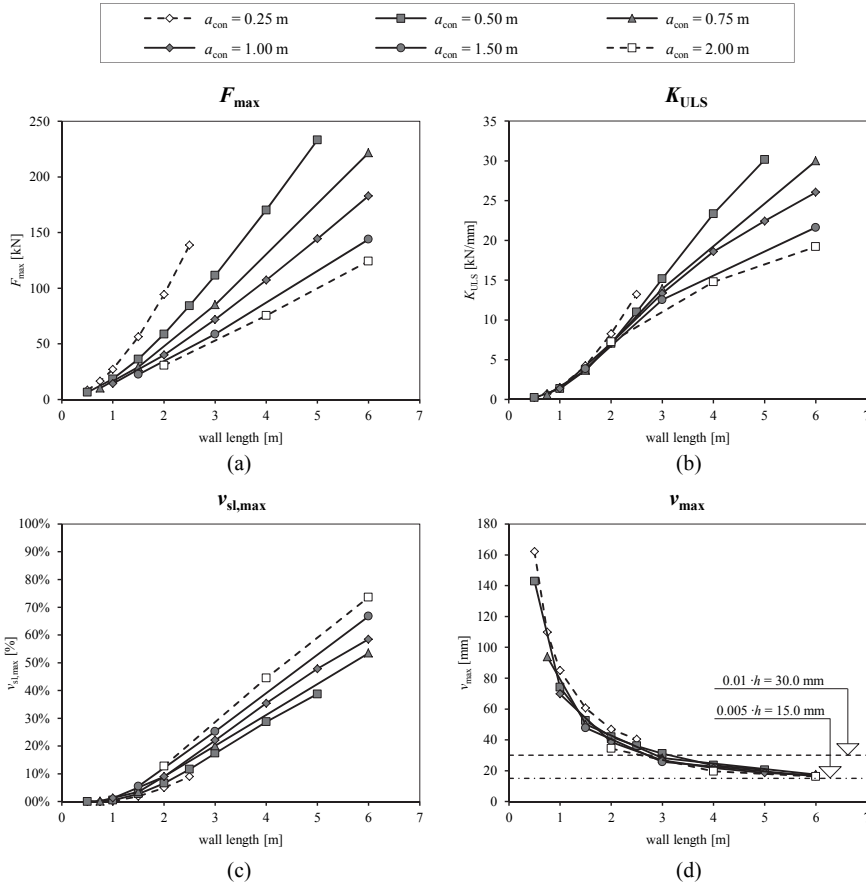 a_con = 0.25 m
a_con = 0.50 m
a_con = 0.75 m
a_con = 1.00 m
a_con = 1.50 m
a_con = 2.00 m
F_max
250
200
150
100
50
0
F_max [kN]
0 1 2 3 4 5 6 7
wall length [m]
(a)
K_ULS
35
30
25
20
15
10
5
0
K_ULS [kN/mm]
0 1 2 3 4 5 6 7
wall length [m]
(b)
v_sl,max
100%
90%
80%
70%
60%
50%
40%
30%
20%
10%
00%
v_sl,max [%]
0 1 2 3 4 5 6 7
wall length [m]
(c)
v_max
180
160
140
120
100
80
60
40
20
0
v_max [mm]
0.01 ·h = 30.0 mm
0.005 ·h = 15.0 mm
0 1 2 3 4 5 6 7
wall length [m]
(d)